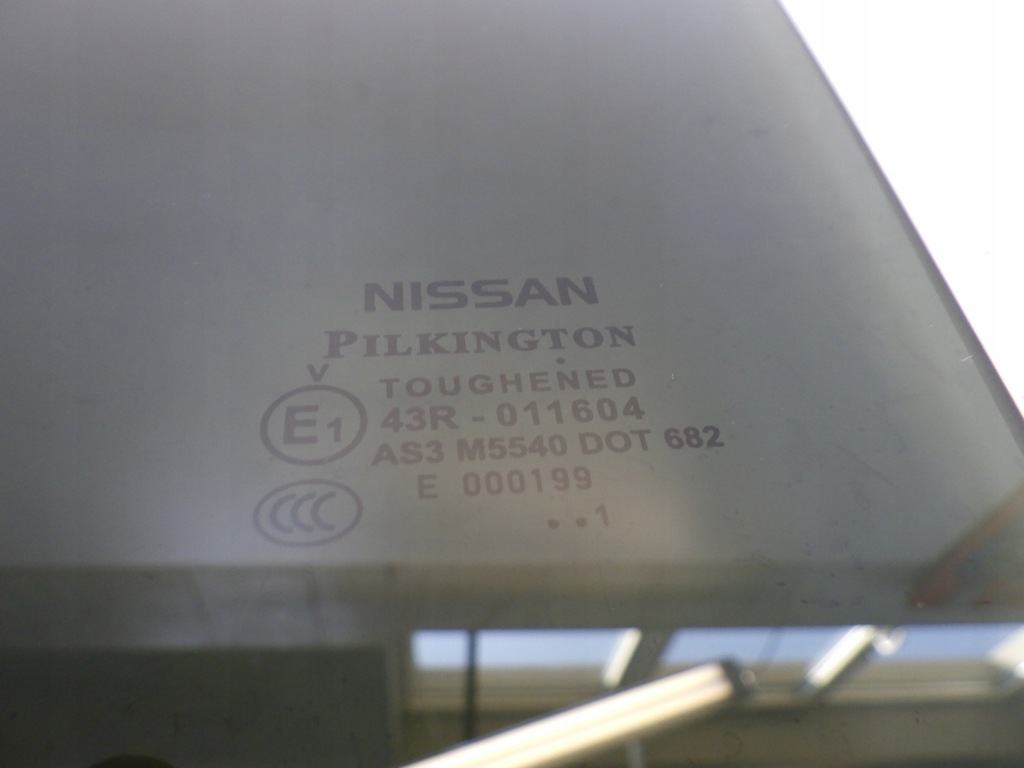 NISSAN
PILKINGTON
V
TOUGHENED
E1
43R - 011604
AS3 M5540 DOT 682
E 000199
CCC
. . 1